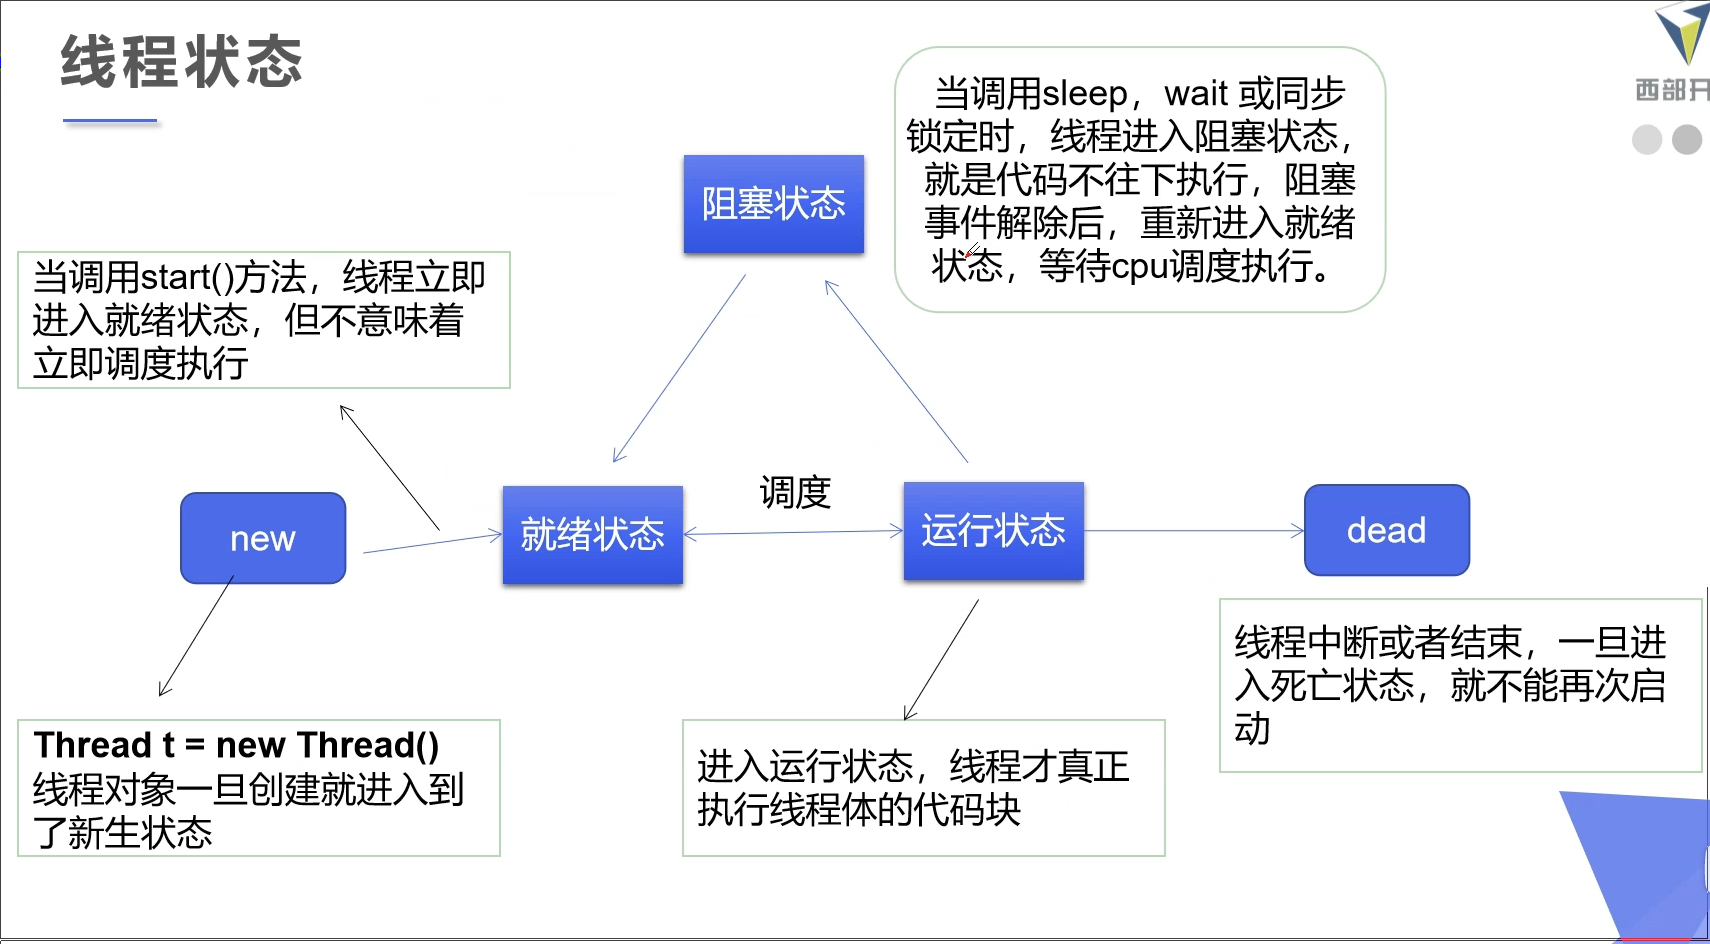 线程状态
西部开
当调用sleep，wait 或同步
锁定时，线程进入阻塞状态，
就是代码不往下执行，阻塞
事件解除后，重新进入就绪
状态，等待cpu调度执行。
阻塞状态
当调用start()方法，线程立即
进入就绪状态，但不意味着
立即调度执行
调度
new
就绪状态
运行状态
dead
线程中断或者结束，一旦进
入死亡状态，就不能再次启
动
Thread t = new Thread()
线程对象一旦创建就进入到
了新生状态
进入运行状态，线程才真正
执行线程体的代码块